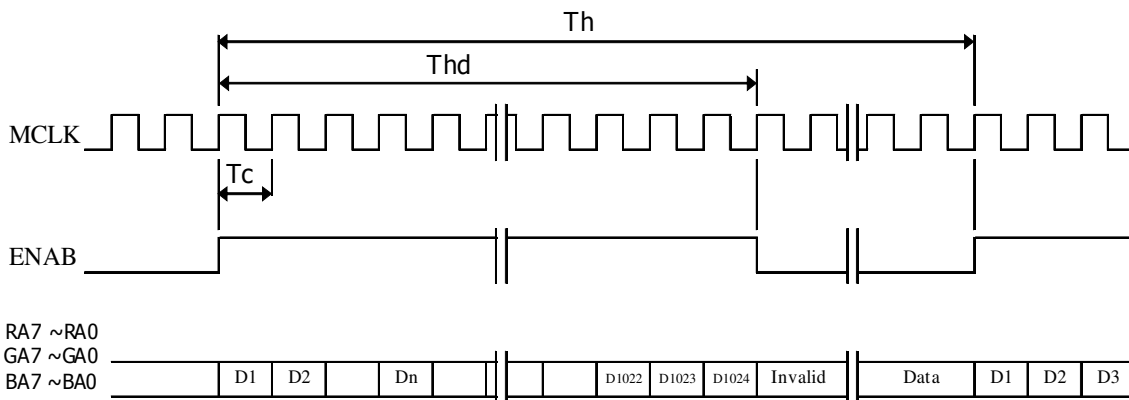 Th
Thd
MCLK
Tc
ENAB
RA7 ~RA0
GA7 ~GA0
BA7 ~BA0 D1 D2 Dn D1022 D1023 D1024 Invalid Data D1 D2 D3